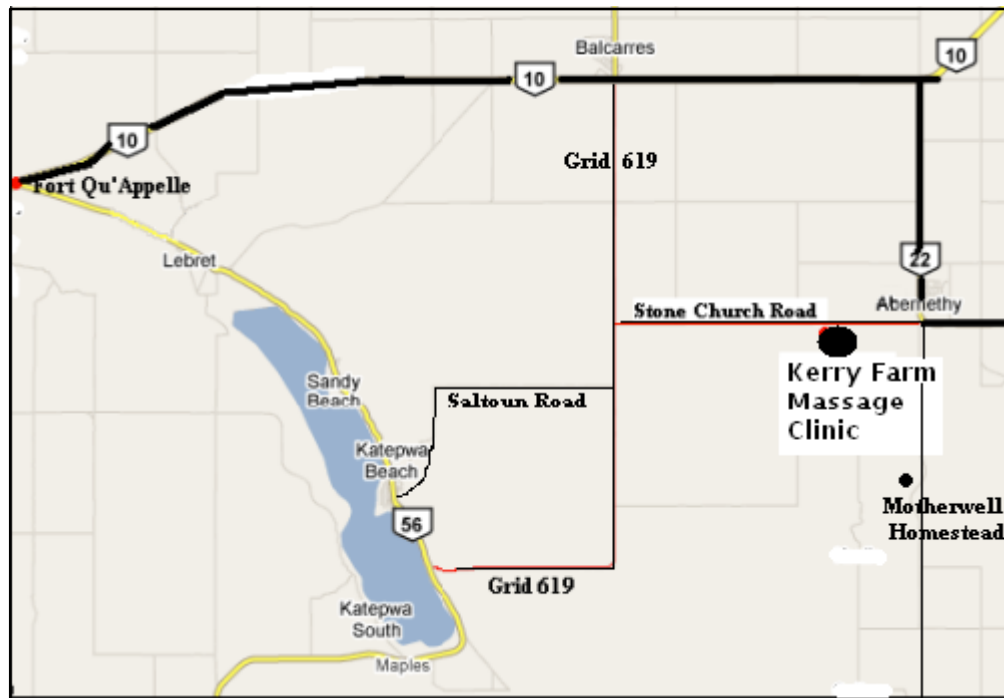 Balcarres
10
10
10
Grid 619
Fort Qu'Appelle
Lebret
22
Abernethy
Stone Church Road
Kerry Farm
Massage
Clinic
Sandy
Beach
Saltoun Road
Katepwa
Beach
56
Motherwell
Homestead
Grid 619
Katepwa
South
Maples